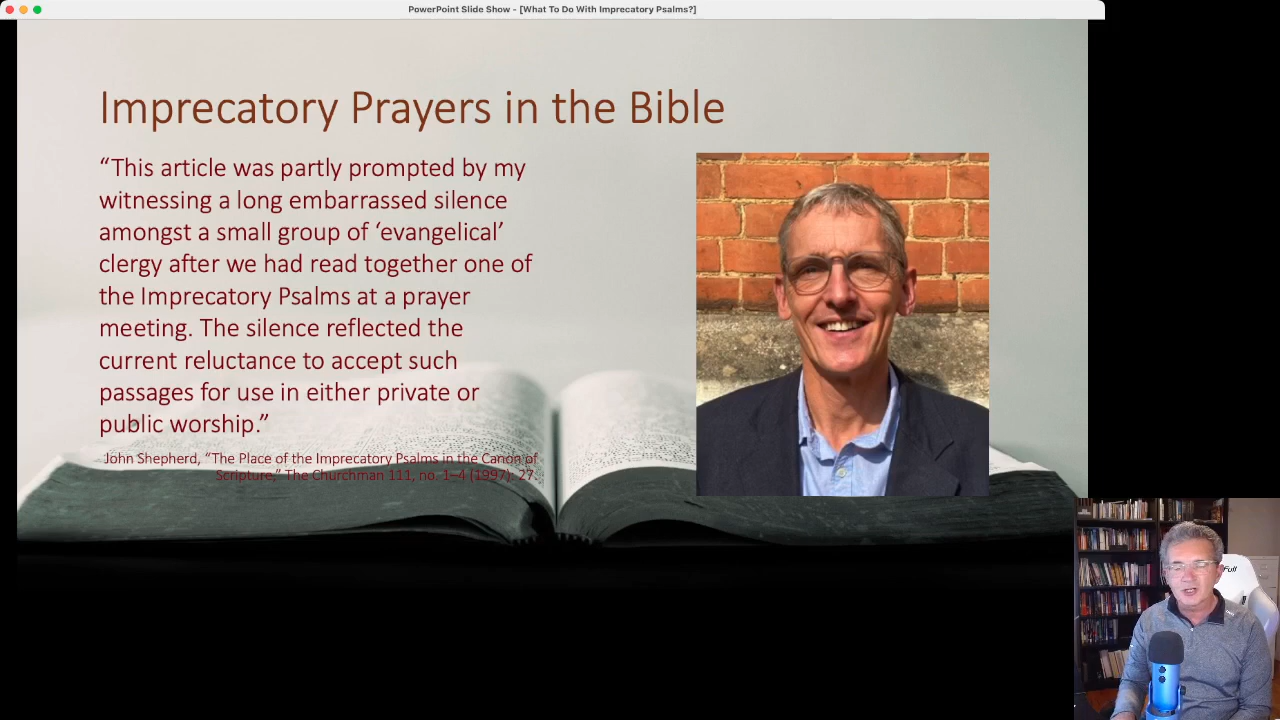 PowerPoint Slide Show - [What To Do With Imprecatory Psalms?]
Imprecatory Prayers in the Bible
“This article was partly prompted by my
witnessing a long embarrassed silence
amongst a small group of ‘evangelical’
clergy after we had read together one of
the Imprecatory Psalms at a prayer
meeting. The silence reflected the
current reluctance to accept such
passages for use in either private or
public worship.”
John Shepherd, “The Place of the Imprecatory Psalms in the Canon of
Scripture,” The Churchman 111, no. 1–4 (1997): 27.